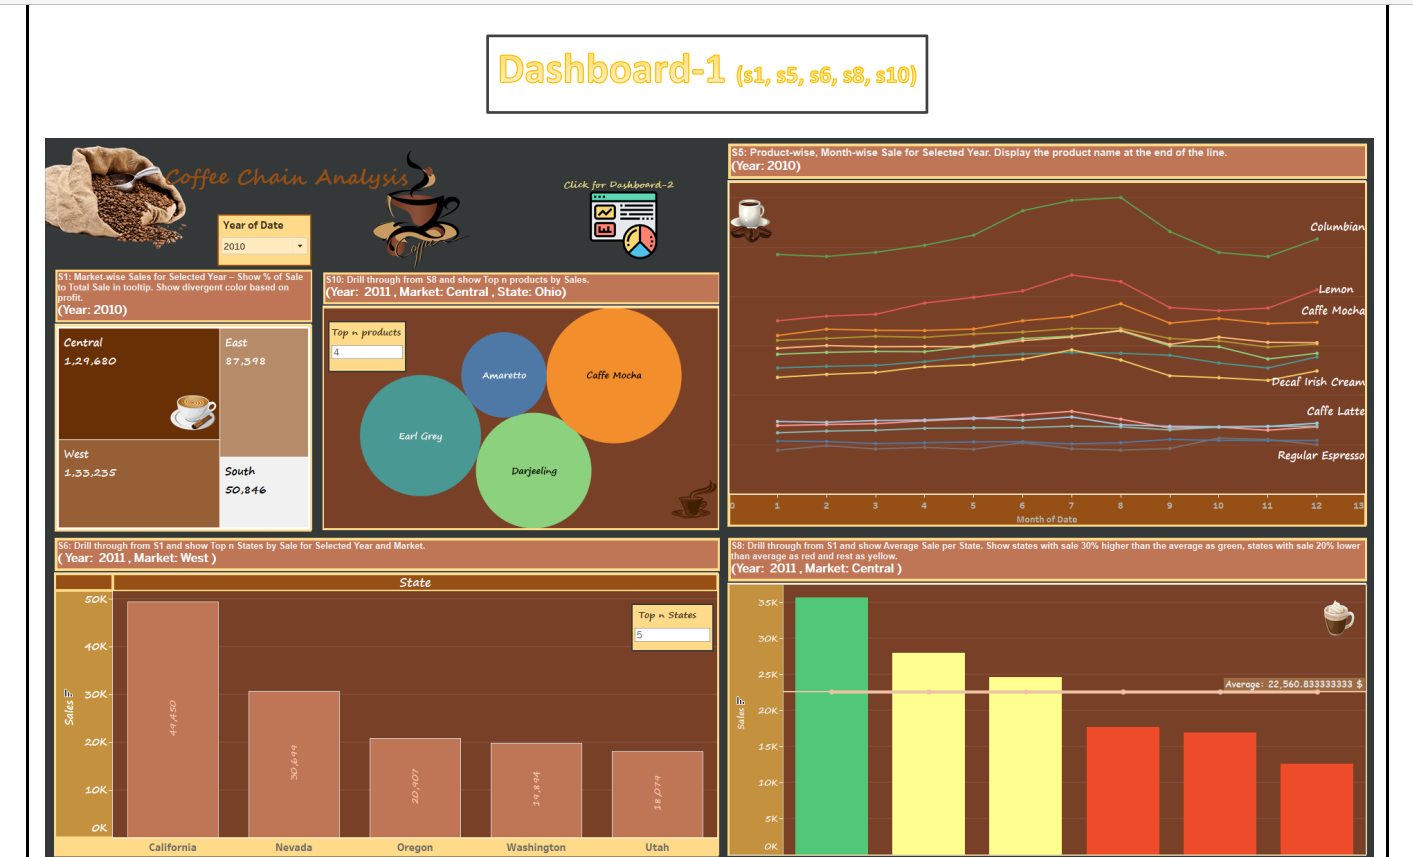 Dashboard-1 (s1, s5, s6, s8, s10)
Coffee Chain Analysis
Coffee
Click for Dashboard-2
Year of Date
2010
S1: Market-wise Sales for Selected Year – Show % of Sale
to Total Sale in tooltip. Show divergent color based on
profit.
(Year: 2010)
Central
1,29,680
East
87,398
West
1,33,235
South
50,846
S10: Drill through from S8 and show Top n products by Sales.
(Year: 2011 , Market: Central , State: Ohio)
Top n products
4
Amaretto
Caffe Mocha
Earl Grey
Darjeeling
S5: Product-wise, Month-wise Sale for Selected Year. Display the product name at the end of the line.
(Year: 2010)
Columbian
Lemon
Caffe Mocha
Decaf Irish Cream
Caffe Latte
Regular Espresso
0 1 2 3 4 5 6 7 8 9 10 11 12 13
Month of Date
S6: Drill through from S1 and show Top n States by Sale for Selected Year and Market.
( Year: 2011 , Market: West )
State
Top n States
5
Sales
50K
40K
30K
20K
10K
0K
49,450
30,699
20,907
19,894
18,079
California Nevada Oregon Washington Utah
S8: Drill through from S1 and show Average Sale per State. Show states with sale 30% higher than the average as green, states with sale 20% lower
than average as red and rest as yellow.
(Year: 2011 , Market: Central )
Sales
35K
30K
25K
20K
15K
10K
5K
0K
Average: 22,560.833333333 $